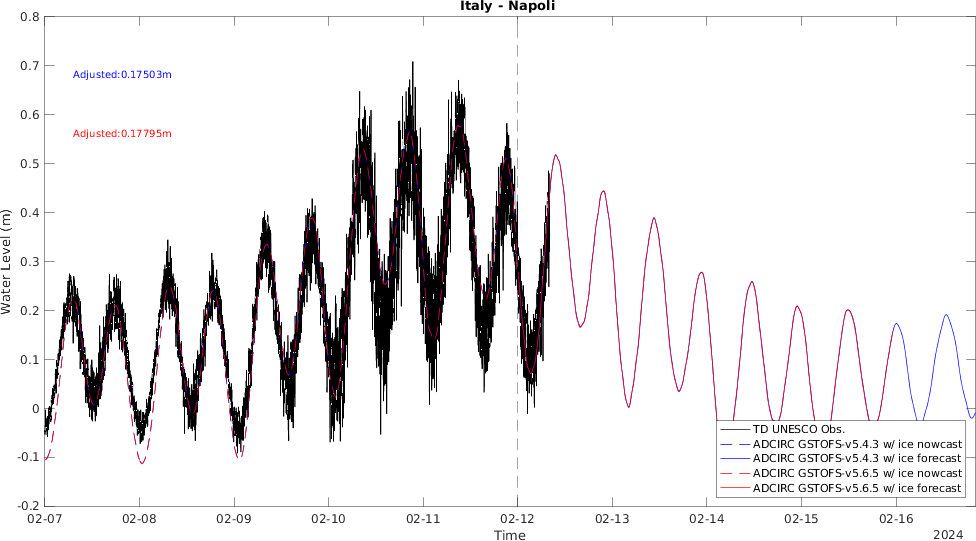 Italy - Napoli
0.8
0.7
0.6
0.5
0.4
0.3
0.2
0.1
0
-0.1
-0.2
Water Level (m)
Adjusted:0.17503m
Adjusted:0.17795m
TD UNESCO Obs.
ADCIRC GSTOFS-v5.4.3 w/ ice nowcast
ADCIRC GSTOFS-v5.4.3 w/ ice forecast
ADCIRC GSTOFS-v5.6.5 w/ ice nowcast
ADCIRC GSTOFS-v5.6.5 w/ ice forecast
02-07 02-08 02-09 02-10 02-11 02-12 02-13 02-14 02-15 02-16
Time
2024